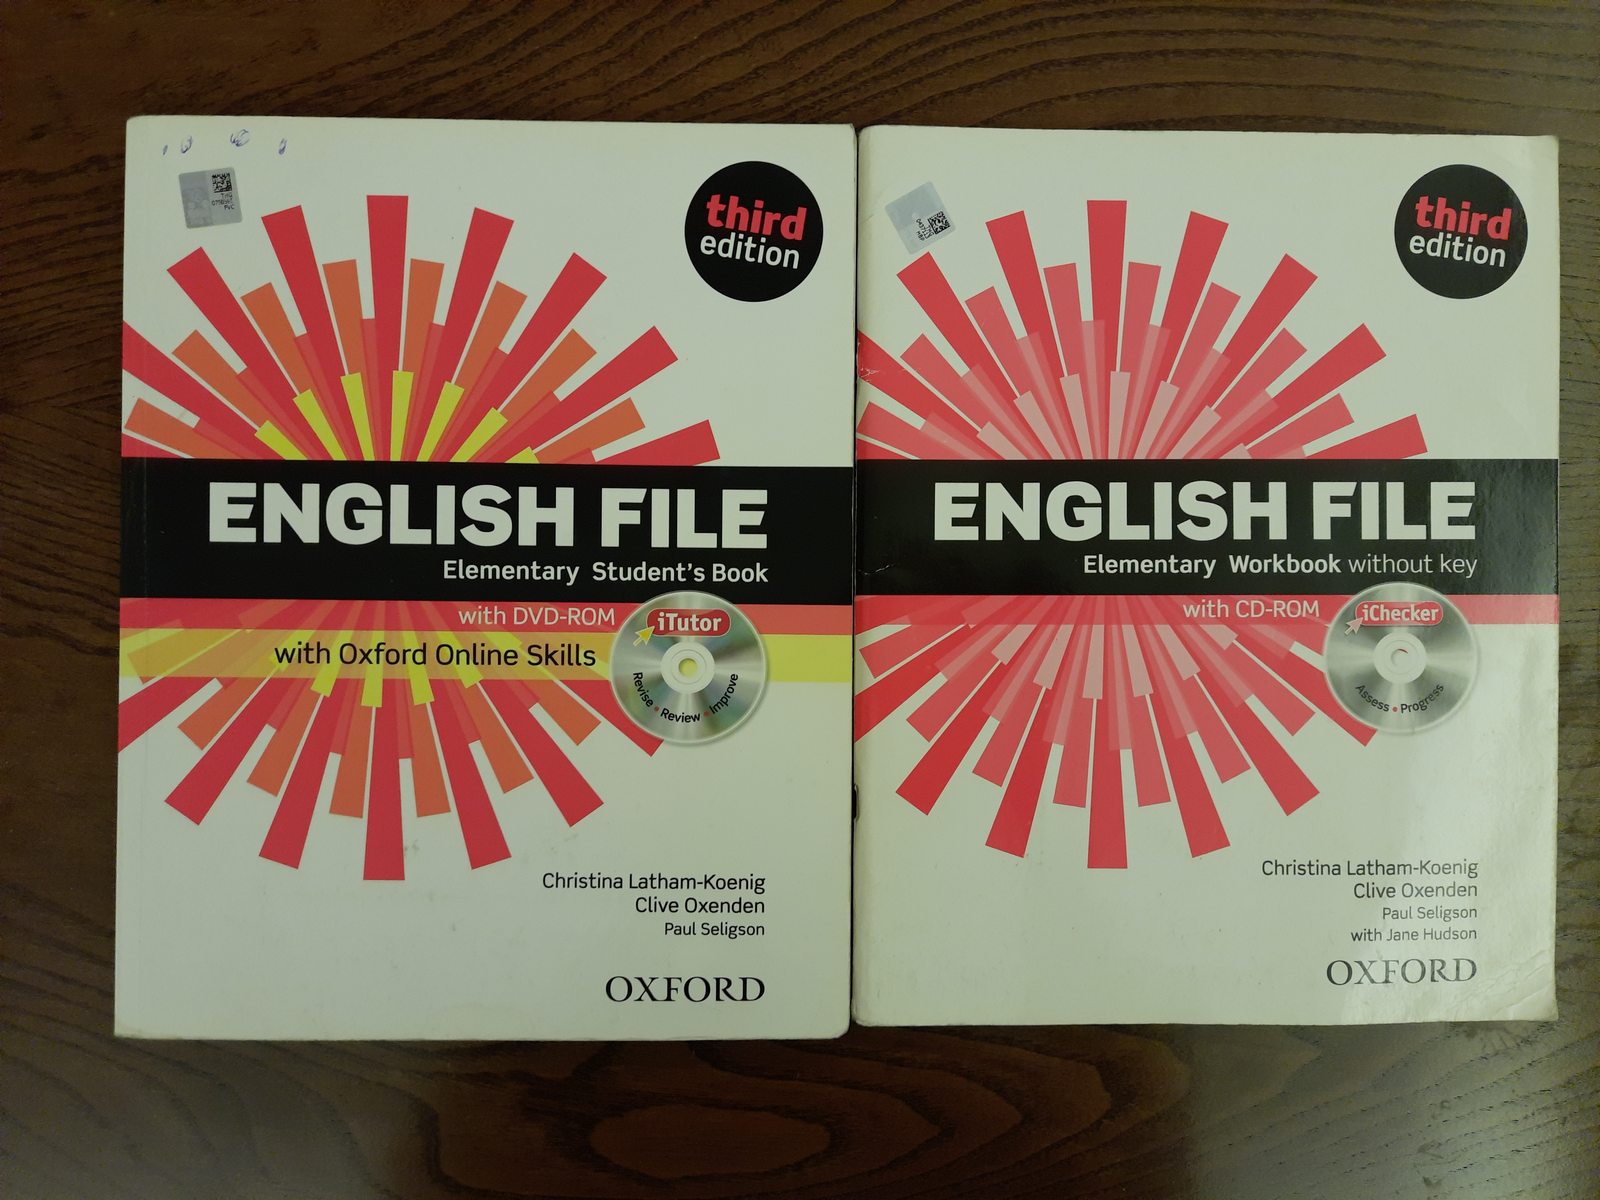 third
edition
ENGLISH FILE
Elementary Student's Book
with DVD-ROM
iTutor
with Oxford Online Skills
Revise • Review • Improve
Christina Latham-Koenig
Clive Oxenden
Paul Seligson
OXFORD
third
edition
ENGLISH FILE
Elementary Workbook without key
with CD-ROM
iChecker
Assess • Progress
Christina Latham-Koenig
Clive Oxenden
Paul Seligson
with Jane Hudson
OXFORD